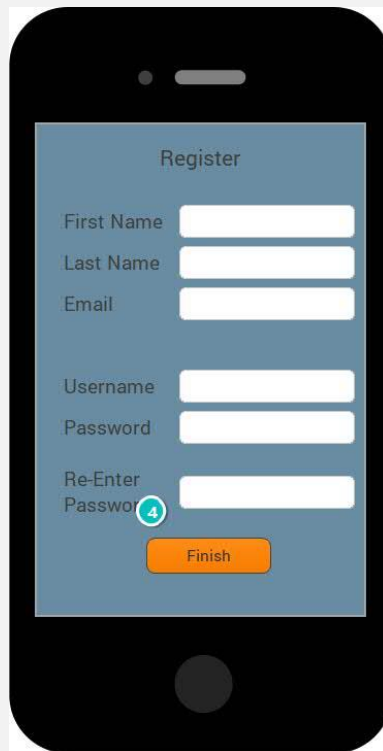 Register
First Name
Last Name
Email
Username
Password
Re-Enter
Passwor
4
Finish